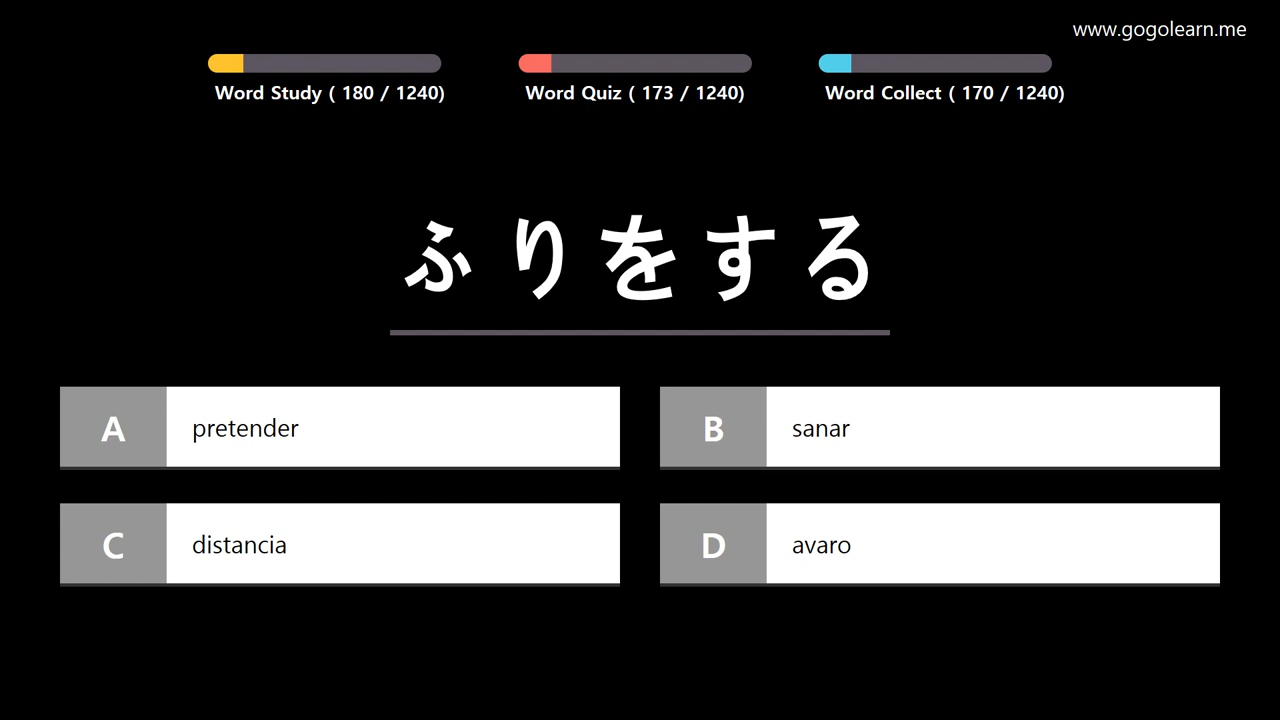 www.gogolearn.me
Word Study ( 180 / 1240)
Word Quiz ( 173 / 1240)
Word Collect ( 170 / 1240)
ふりをする
A pretender
B sanar
C distancia
D avaro